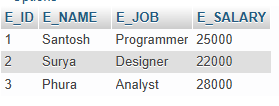 E_ID E_NAME E_JOB E_SALARY
1 Santosh Programmer 25000
2 Surya Designer 22000
3 Phura Analyst 28000